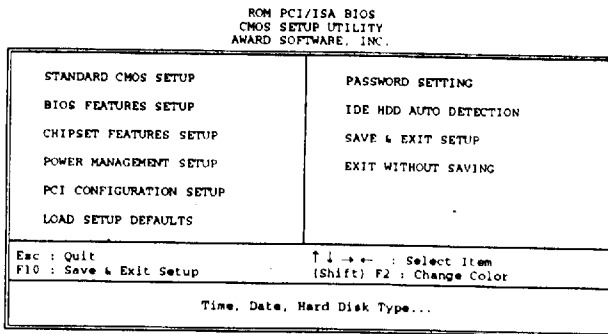 ROM PCI/ISA BIOS
CMOS SETUP UTILITY
AWARD SOFTWARE, INC.
STANDARD CMOS SETUP
BIOS FEATURES SETUP
CHIPSET FEATURES SETUP
POWER MANAGEMENT SETUP
PCI CONFIGURATION SETUP
LOAD SETUP DEFAULTS
PASSWORD SETTING
IDE HDD AUTO DETECTION
SAVE & EXIT SETUP
EXIT WITHOUT SAVING
Esc : Quit
F10 : Save & Exit Setup
↑ ↓ → ← : Select Item
(Shift) F2 : Change Color
Time, Date, Hard Disk Type...